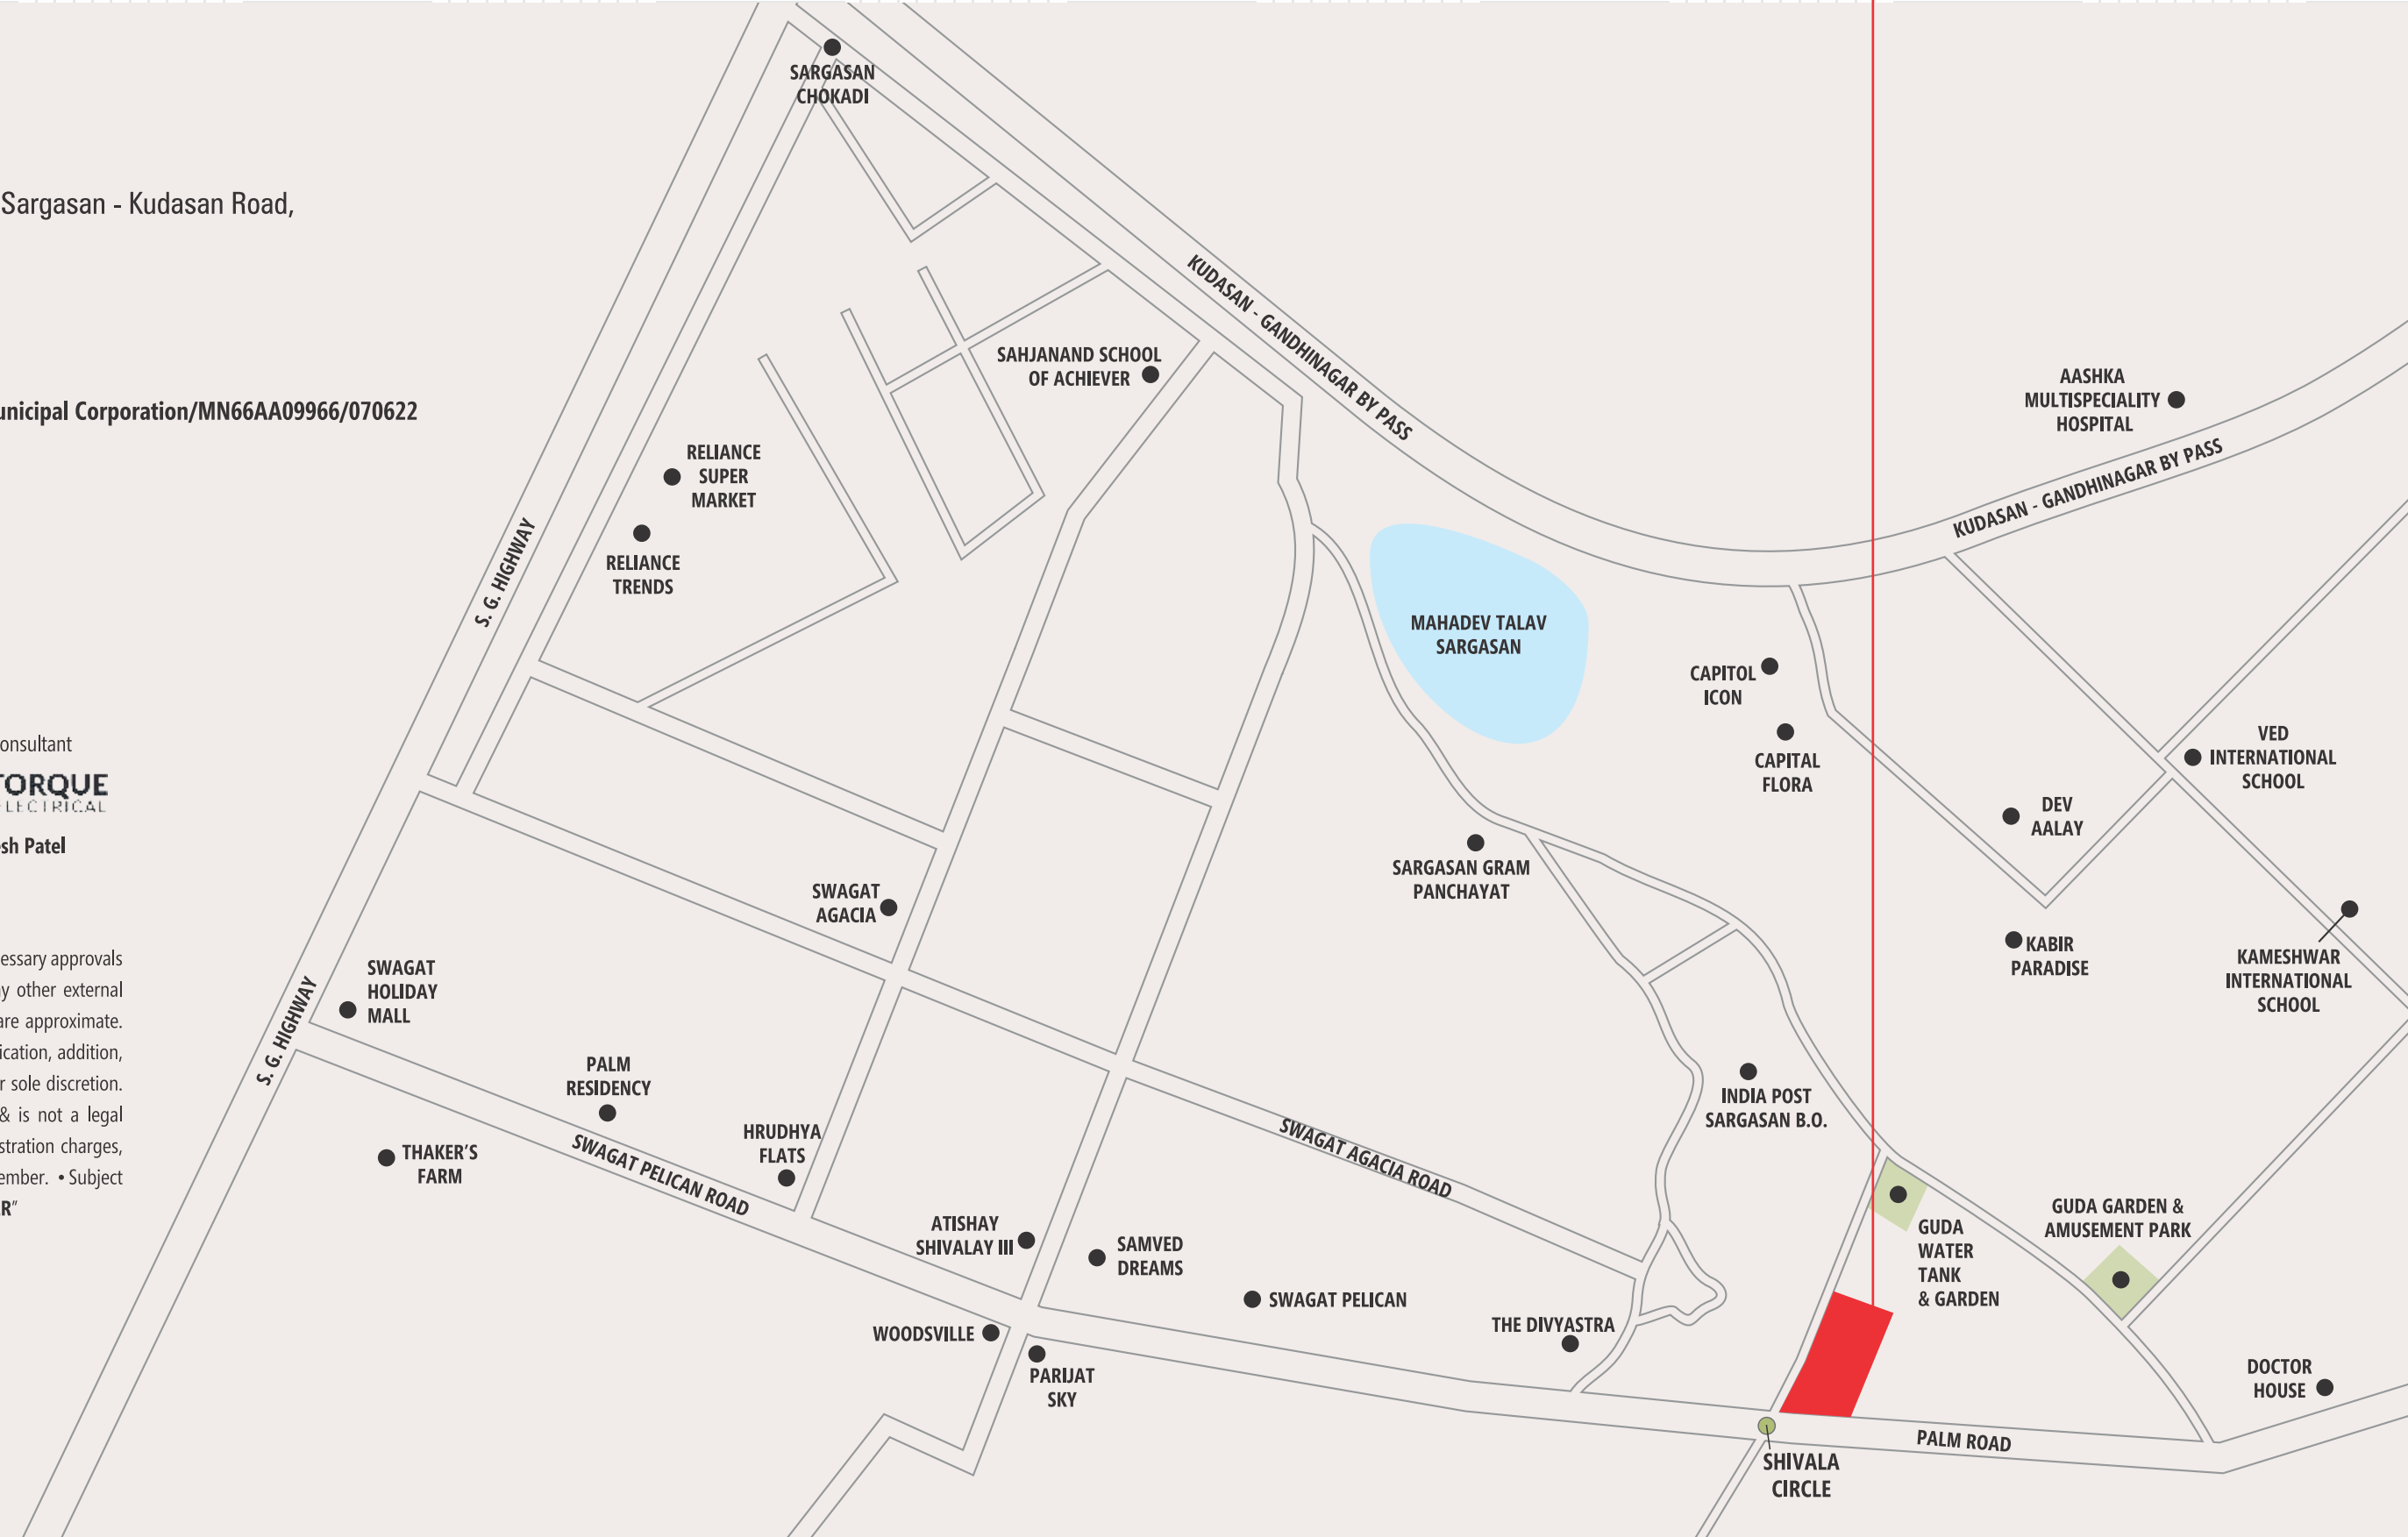 Sargasan - Kudasan Road,
unicipal Corporation/MN66AA09966/070622
onsultant
TORQUE
ELECTRICAL
esh Patel
essary approvals
y other external
are approximate.
ication, addition,
r sole discretion.
& is not a legal
stration charges,
ember. • Subject
R"
SARGASAN
CHOKADI
KUDASAN - GANDHINAGAR BY PASS
SAHJANAND SCHOOL
OF ACHIEVER
AASHKA
MULTISPECIALITY
HOSPITAL
KUDASAN - GANDHINAGAR BY PASS
RELIANCE
SUPER
MARKET
RELIANCE
TRENDS
S. G. HIGHWAY
MAHADEV TALAV
SARGASAN
CAPITOL
ICON
CAPITAL
FLORA
VED
INTERNATIONAL
SCHOOL
DEV
AALAY
SARGASAN GRAM
PANCHAYAT
SWAGAT
AGACIA
KABIR
PARADISE
KAMESHWAR
INTERNATIONAL
SCHOOL
SWAGAT
HOLIDAY
MALL
S. G. HIGHWAY
PALM
RESIDENCY
INDIA POST
SARGASAN B.O.
THAKER'S
FARM
SWAGAT PELICAN ROAD
HRUDHYA
FLATS
SWAGAT AGACIA ROAD
ATISHAY
SHIVALAY III
SAMVED
DREAMS
GUDA
WATER
TANK
& GARDEN
GUDA GARDEN &
AMUSEMENT PARK
SWAGAT PELICAN
THE DIVYASTRA
WOODSVILLE
PARIJAT
SKY
DOCTOR
HOUSE
PALM ROAD
SHIVALA
CIRCLE